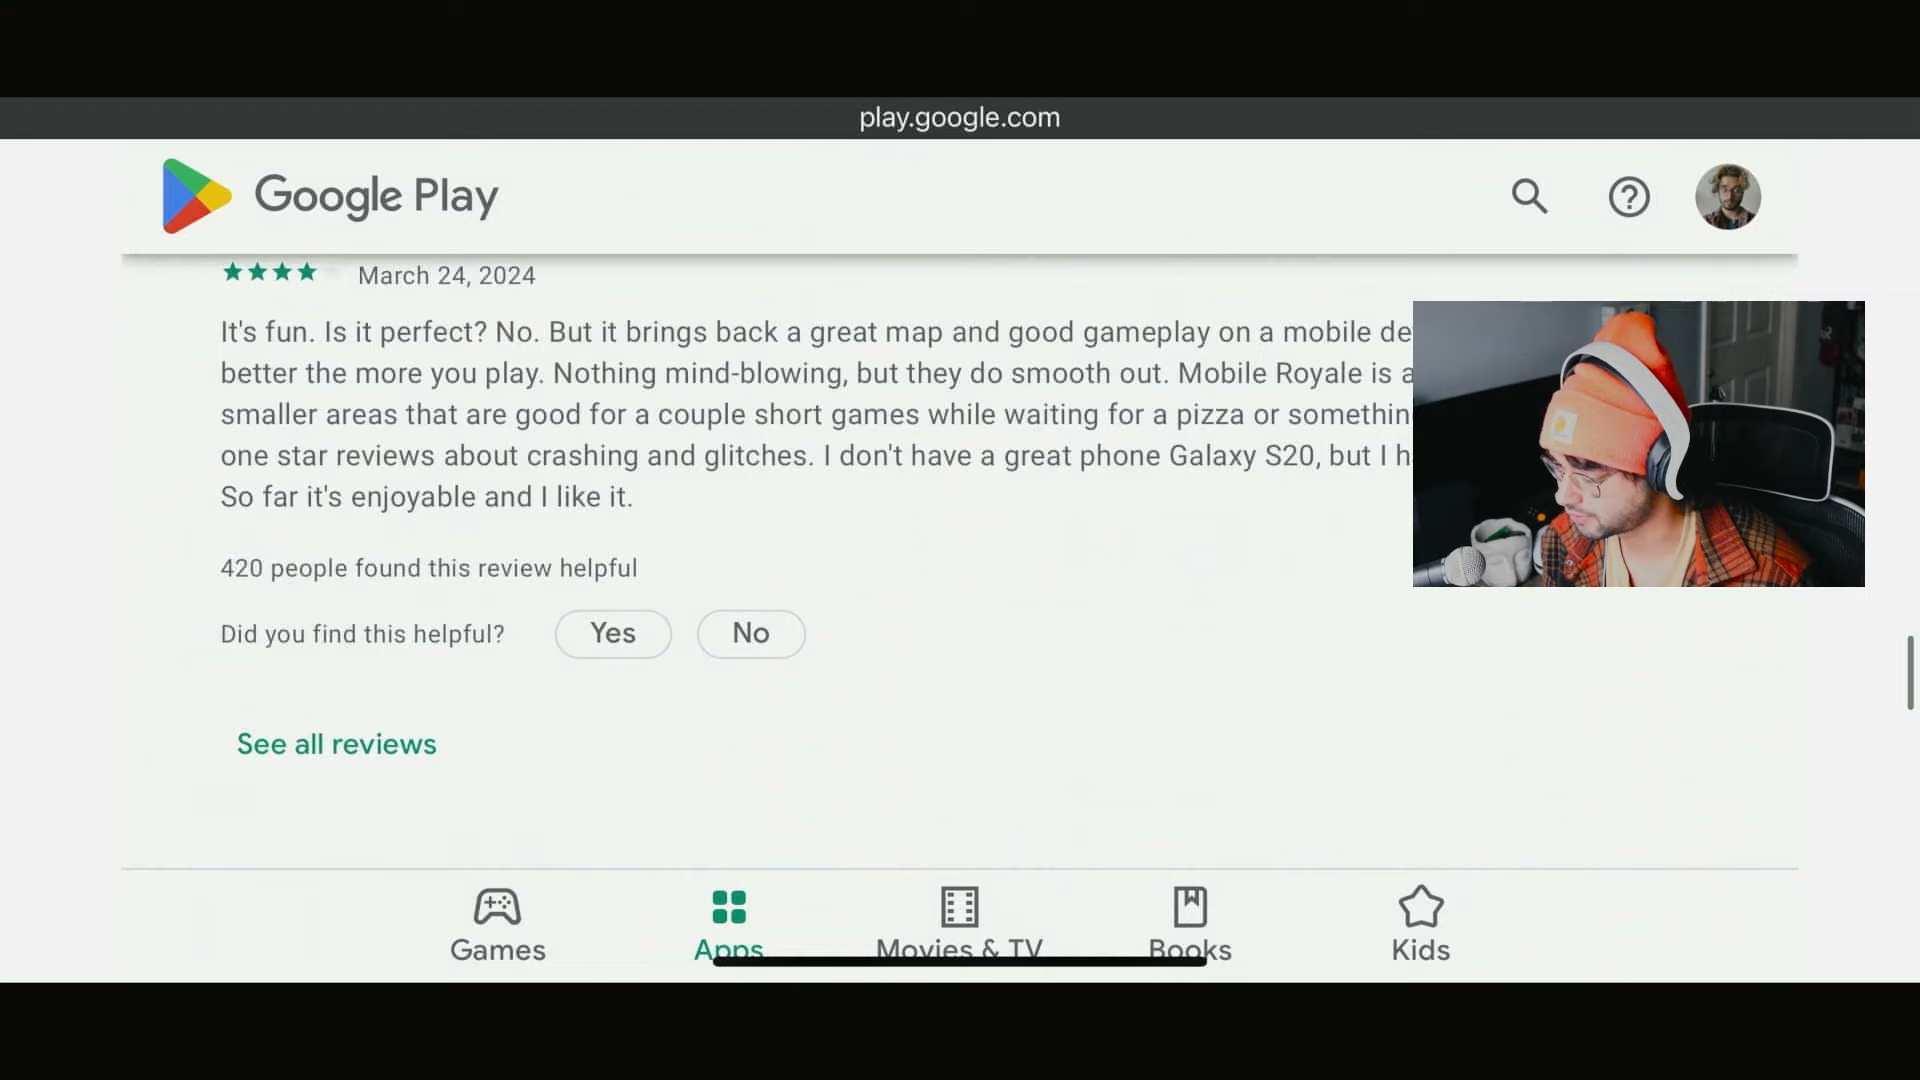 play.google.com
Google Play
March 24, 2024
It's fun. Is it perfect? No. But it brings back a great map and good gameplay on a mobile
better the more you play. Nothing mind-blowing, but they do smooth out. Mobile Royale is
smaller areas that are good for a couple short games while waiting for a pizza or
one star reviews about crashing and glitches. I don't have a great phone Galaxy S20, but I
So far it's enjoyable and I like it.
420 people found this review helpful
Did you find this helpful? Yes No
See all reviews
Games Apps Movies & TV Books Kids